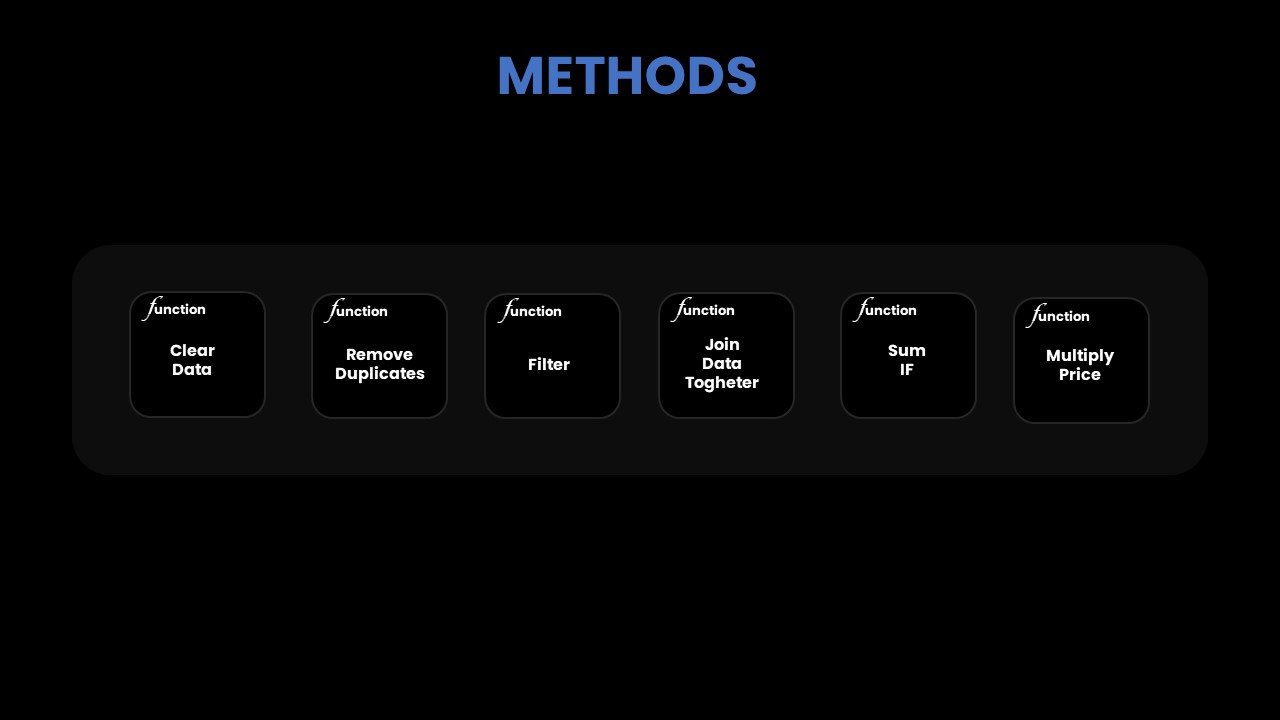 METHODS
function
Clear
Data
function
Remove
Duplicates
function
Filter
function
Join
Data
Togheter
function
Sum
IF
function
Multiply
Price